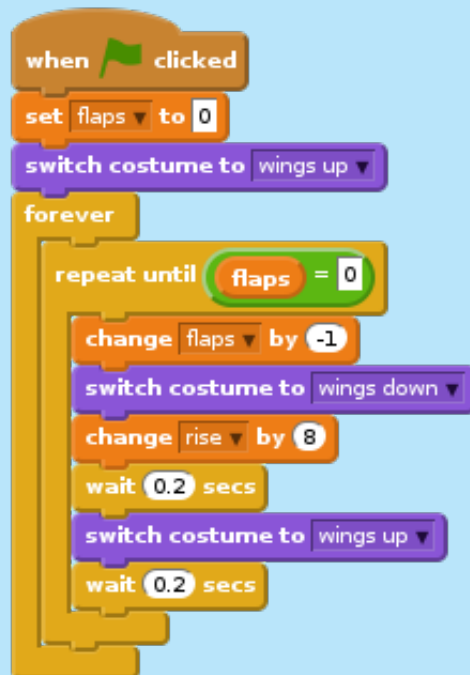 when clicked
set flaps to 0
switch costume to wings up
forever
repeat until flaps = 0
change flaps by -1
switch costume to wings down
change rise by 8
wait 0.2 secs
switch costume to wings up
wait 0.2 secs